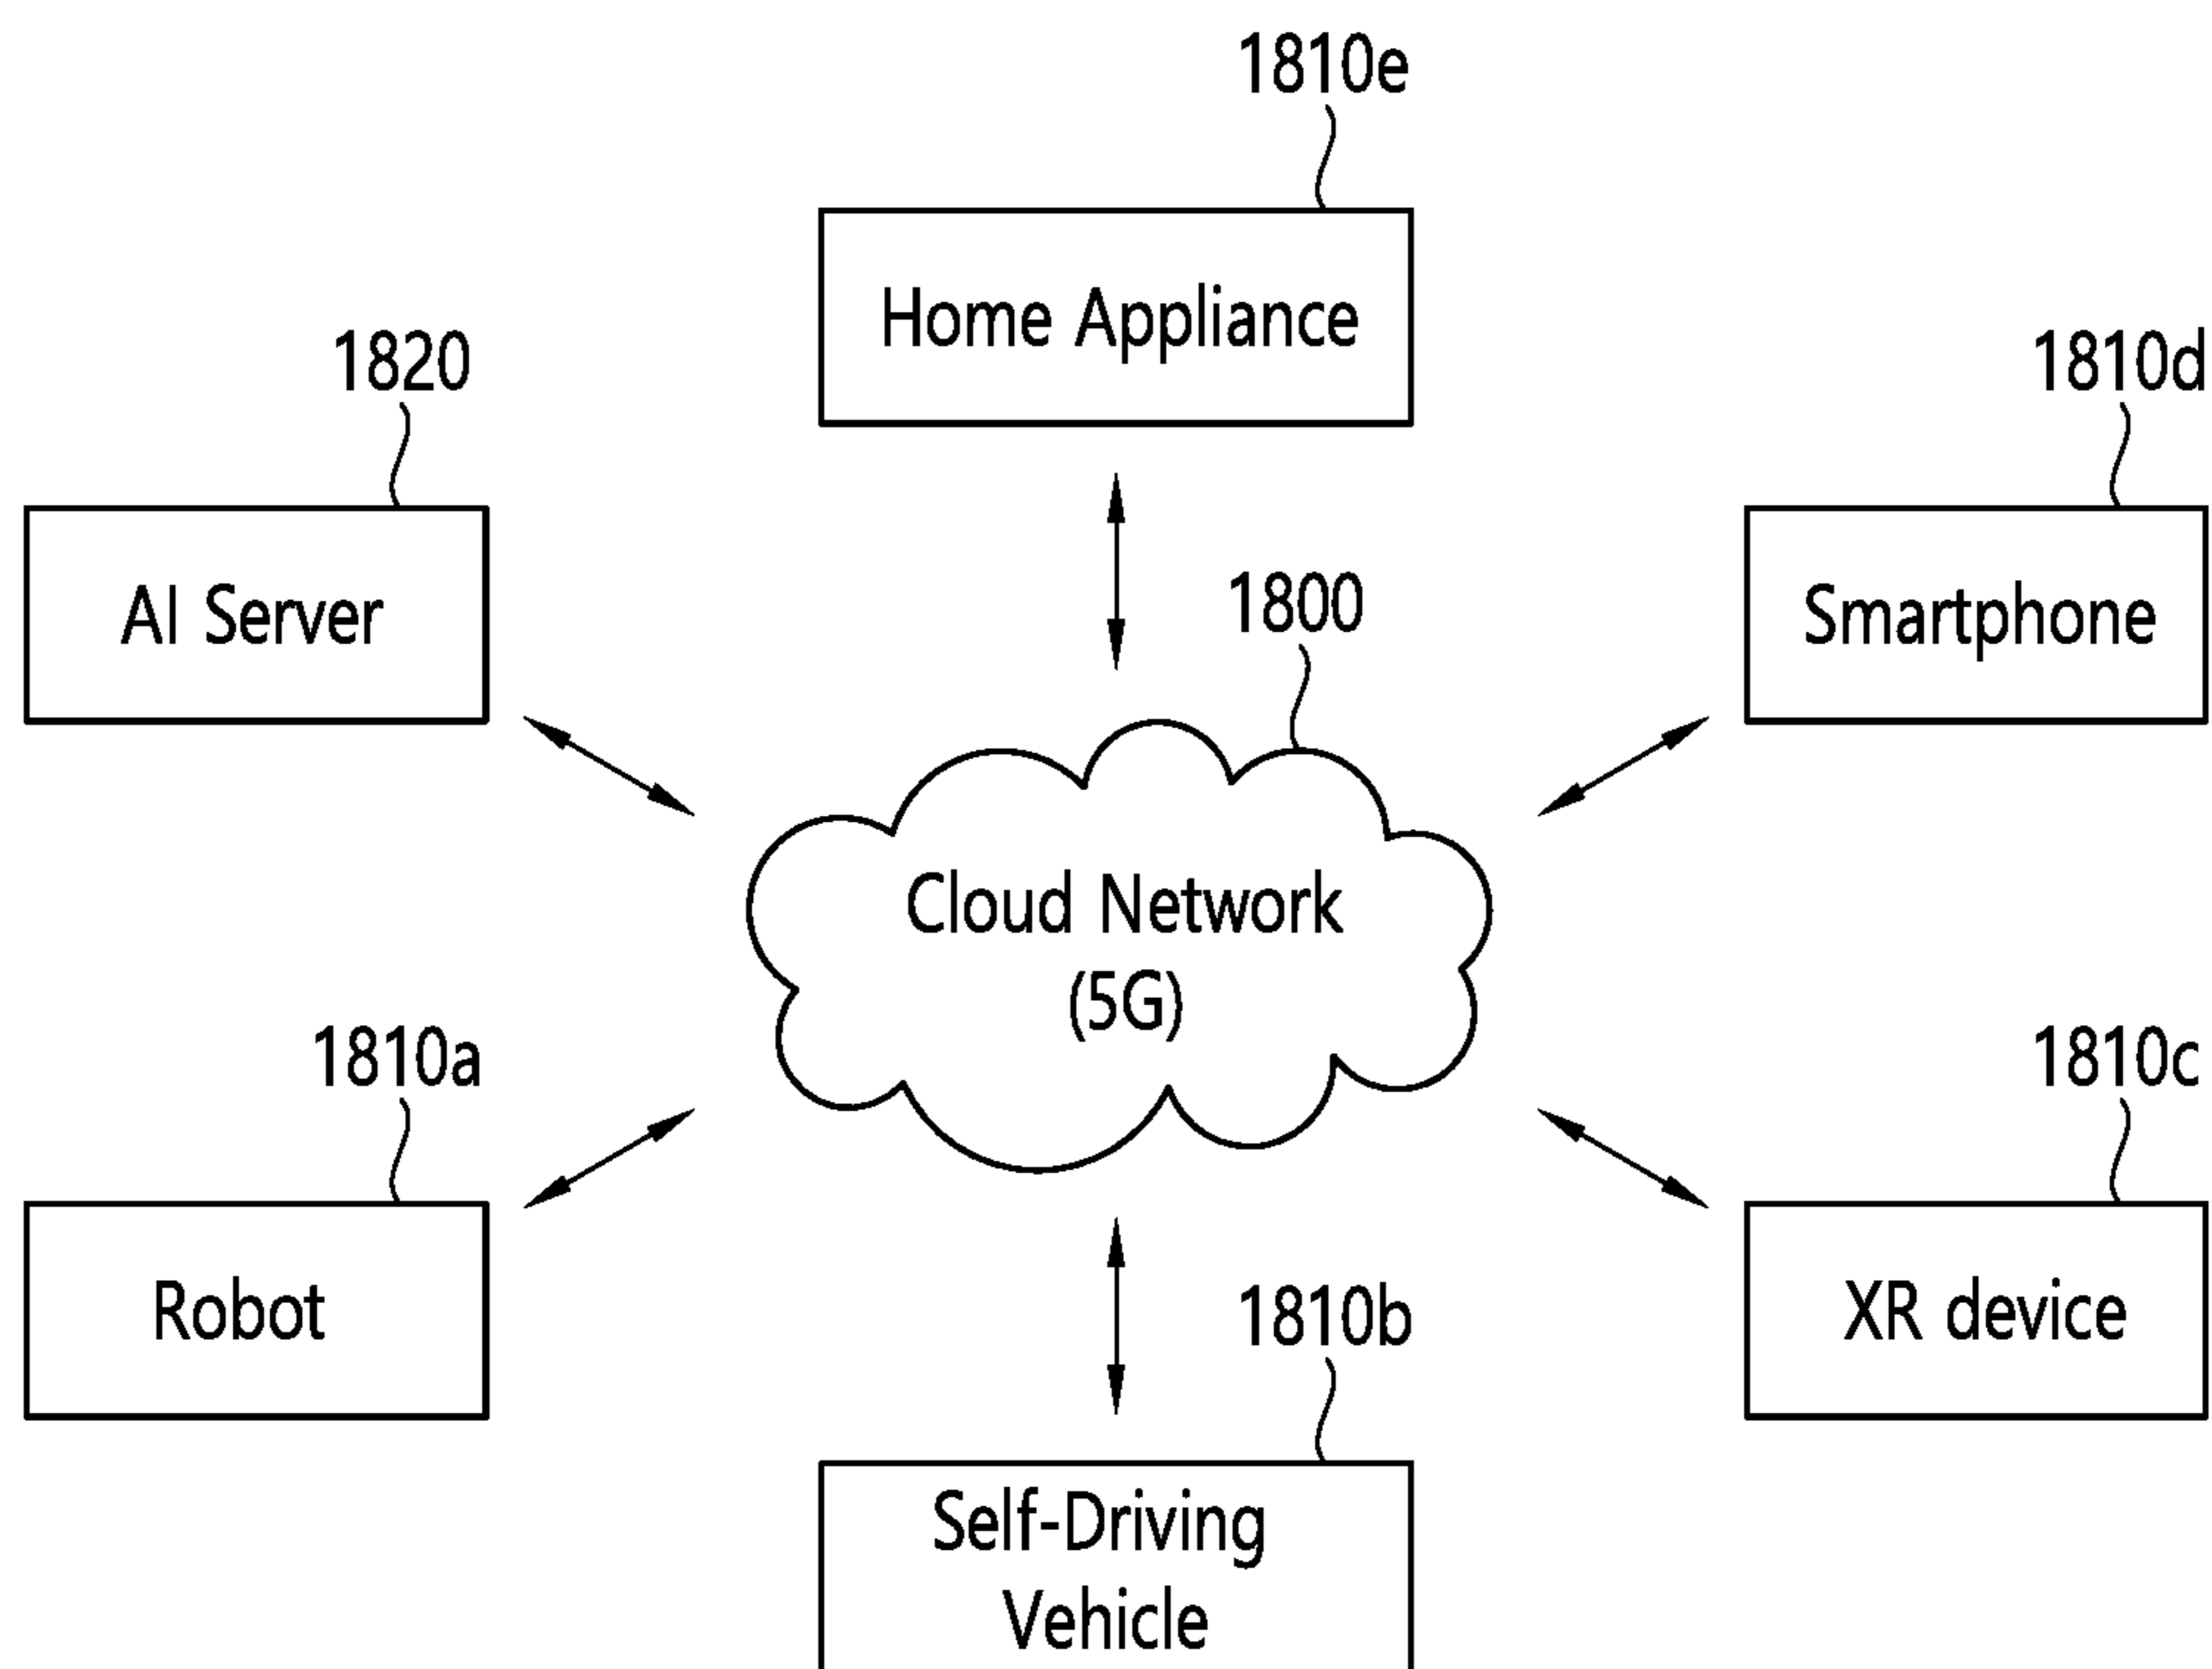 1810e
Home Appliance
1820
AI Server
1810d
Smartphone
1800
Cloud Network
(5G)
1810a
Robot
1810c
XR device
1810b
Self-Driving
Vehicle